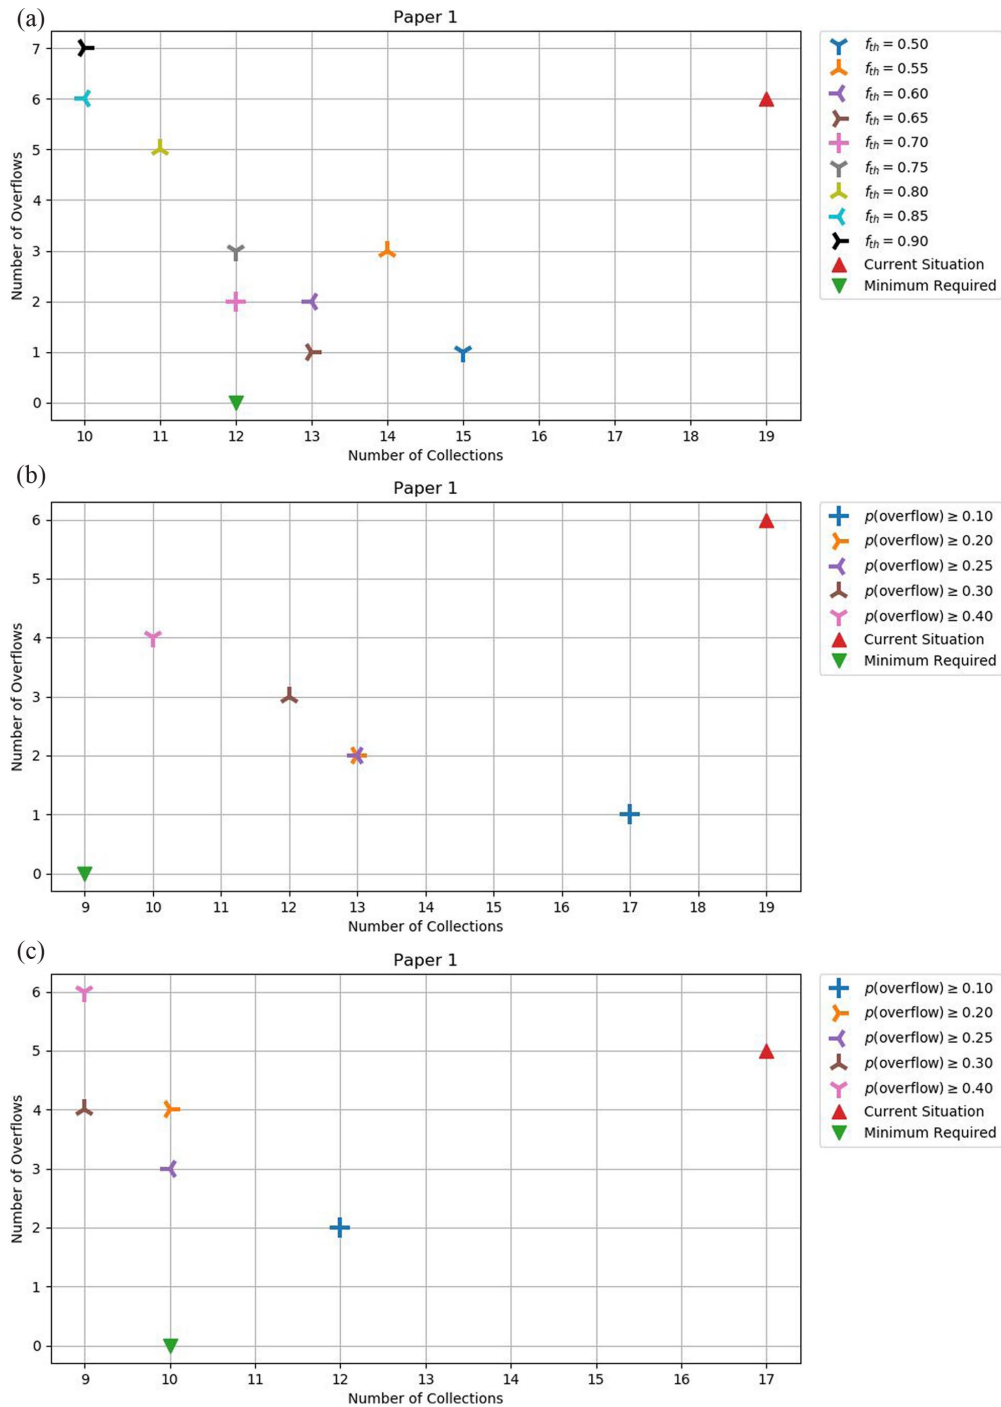 (a)
Paper 1
Number of Overflows
7
6
5
4
3
2
1
0
10 11 12 13 14 15 16 17 18 19
Number of Collections
f_th = 0.50
f_th = 0.55
f_th = 0.60
f_th = 0.65
f_th = 0.70
f_th = 0.75
f_th = 0.80
f_th = 0.85
f_th = 0.90
Current Situation
Minimum Required
(b)
Paper 1
Number of Overflows
6
5
4
3
2
1
0
9 10 11 12 13 14 15 16 17 18 19
Number of Collections
p(overflow) ≥ 0.10
p(overflow) ≥ 0.20
p(overflow) ≥ 0.25
p(overflow) ≥ 0.30
p(overflow) ≥ 0.40
Current Situation
Minimum Required
(c)
Paper 1
Number of Overflows
6
5
4
3
2
1
0
9 10 11 12 13 14 15 16 17
Number of Collections
p(overflow) ≥ 0.10
p(overflow) ≥ 0.20
p(overflow) ≥ 0.25
p(overflow) ≥ 0.30
p(overflow) ≥ 0.40
Current Situation
Minimum Required